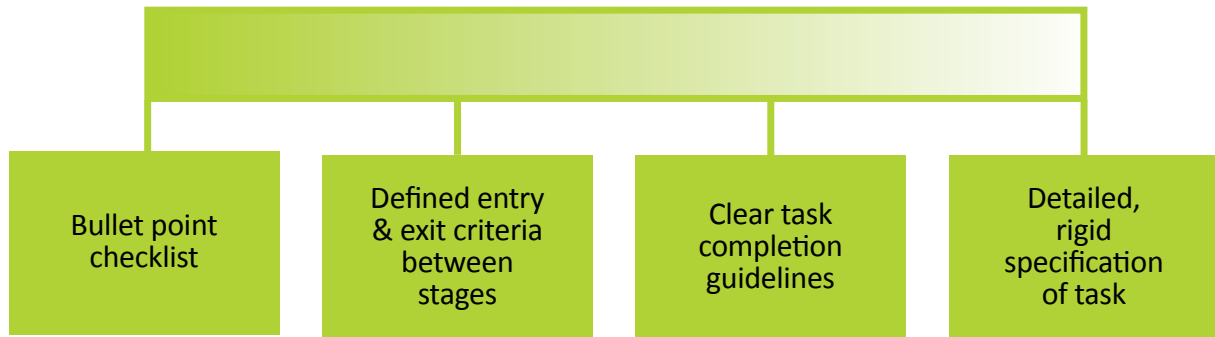 Bullet point
checklist
Defined entry
& exit criteria
between
stages
Clear task
completion
guidelines
Detailed,
rigid
specification
of task